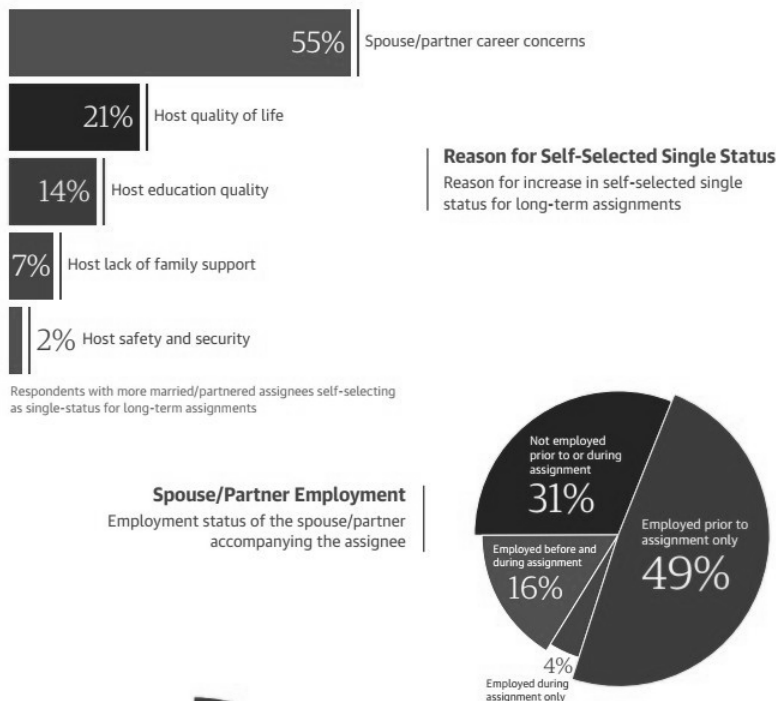 55% Spouse/partner career concerns
21% Host quality of life
Reason for Self-Selected Single Status
Reason for increase in self-selected single
status for long-term assignments
14% Host education quality
7% Host lack of family support
2% Host safety and security
Respondents with more married/partnered assignees self-selecting
as single-status for long-term assignments
Spouse/Partner Employment
Employment status of the spouse/partner
accompanying the assignee
Not employed
prior to or during
assignment
31%
Employed prior to
assignment only
49%
Employed before and
during assignment
16%
4%
Employed during
assignment only